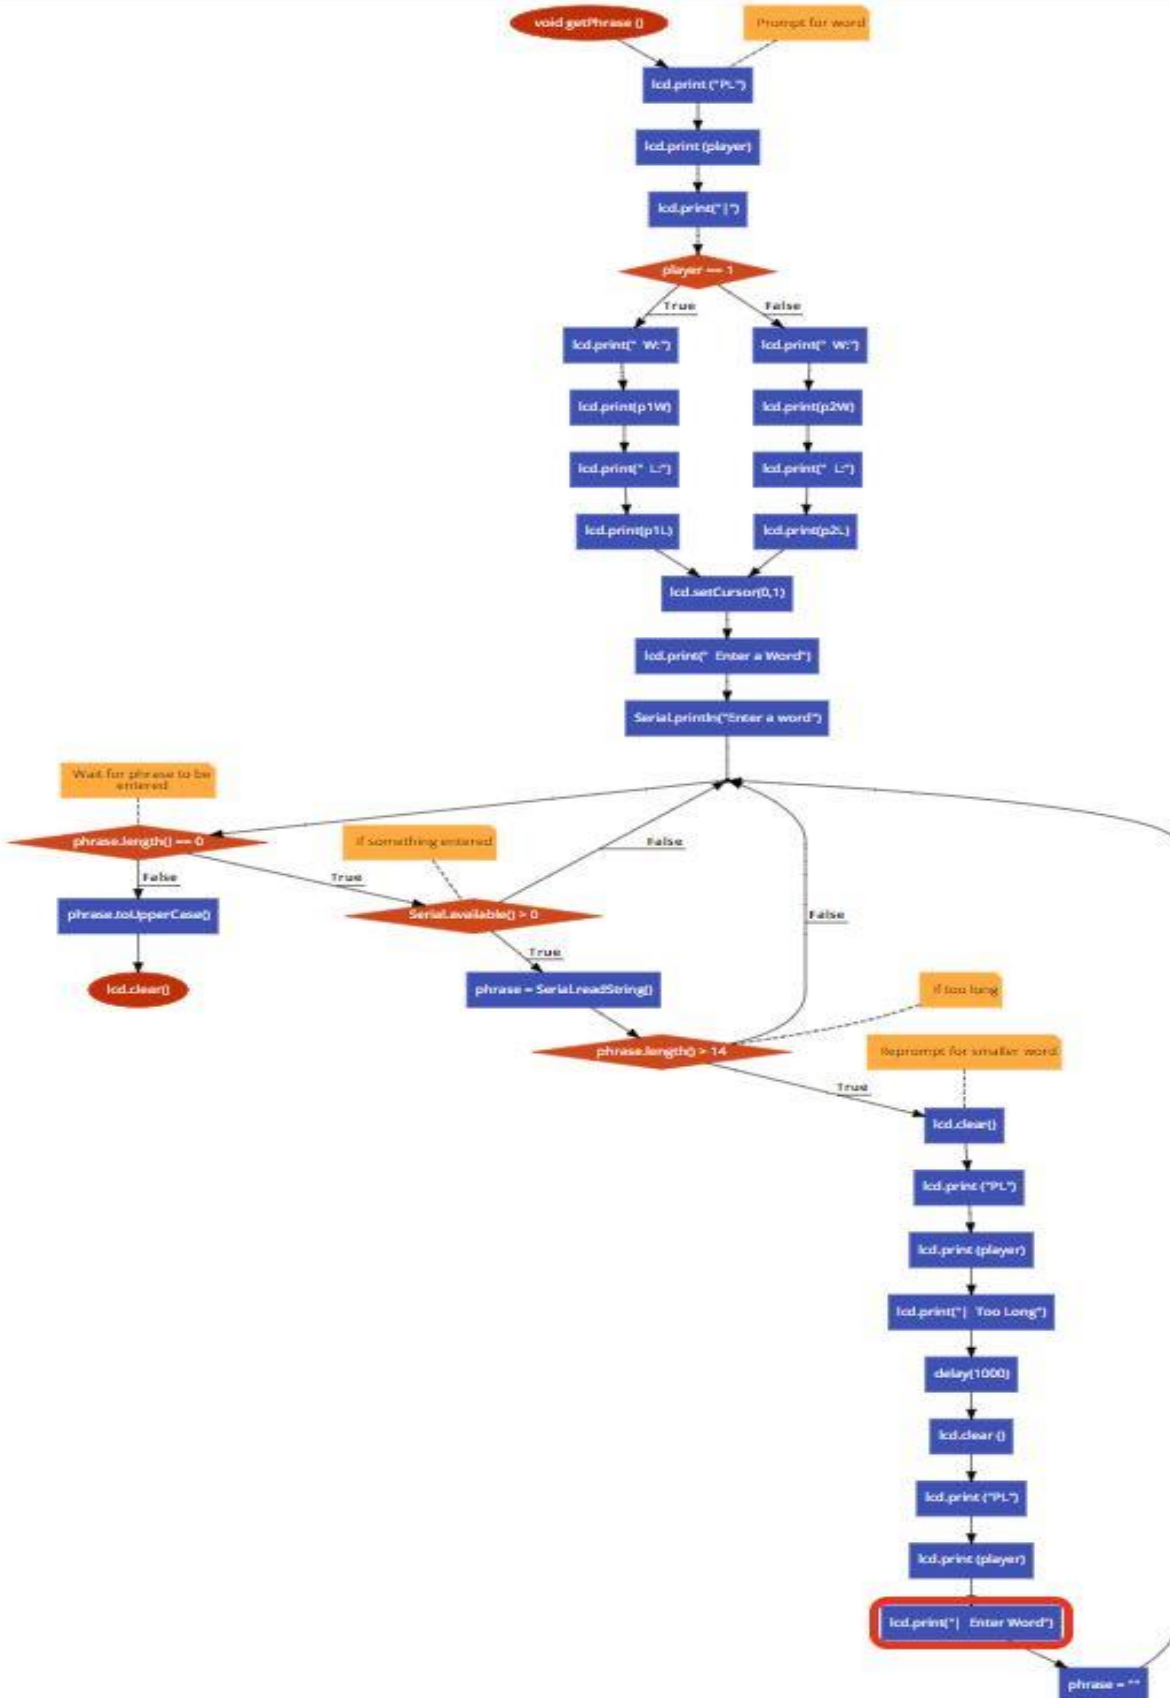 void getPhrase ()
Prompt for word
lcd.print ("PL")
lcd.print (player)
lcd.print("|")
player == 1
True
False
lcd.print("  W:")
lcd.print("  W:")
lcd.print(p1W)
lcd.print(p2W)
lcd.print("  L:")
lcd.print("  L:")
lcd.print(p1L)
lcd.print(p2L)
lcd.setCursor(0,1)
lcd.print("  Enter a Word")
Serial.println("Enter a word")
Wait for phrase to be
entered
phrase.length() == 0
If something entered
False
False
True
Serial.available() > 0
False
phrase.toUpperCase()
True
lcd.clear()
phrase = Serial.readString()
If too long
phrase.length() > 14
Reprompt for smaller word
True
lcd.clear()
lcd.print ("PL")
lcd.print (player)
lcd.print("|  Too Long")
delay(1000)
lcd.clear ()
lcd.print ("PL")
lcd.print (player)
lcd.print("|  Enter Word")
phrase = ""